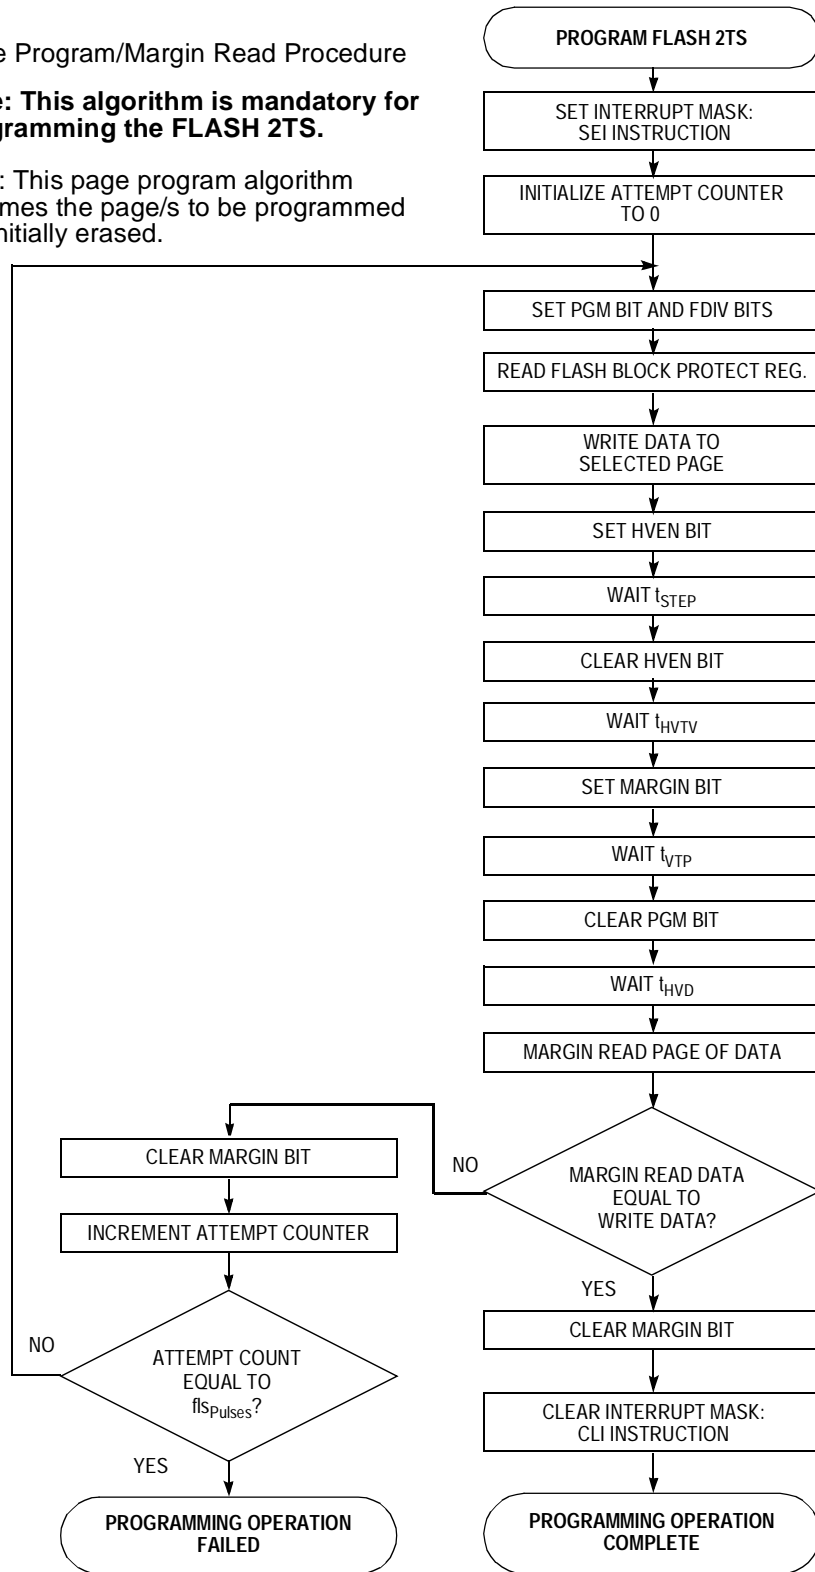 Program/Margin Read Procedure
This algorithm is mandatory for
the FLASH 2TS.
: This page program algorithm
the page/s to be programmed
erased.
PROGRAM FLASH 2TS
SET INTERRUPT MASK:
SEI INSTRUCTION
INITIALIZE ATTEMPT COUNTER
TO 0
SET PGM BIT AND FDIV BITS
READ FLASH BLOCK PROTECT REG.
WRITE DATA TO
SELECTED PAGE
SET HVEN BIT
WAIT tSTEP
CLEAR HVEN BIT
WAIT tHVTV
SET MARGIN BIT
WAIT tVTP
CLEAR PGM BIT
WAIT tHVD
MARGIN READ PAGE OF DATA
MARGIN READ DATA
EQUAL TO
WRITE DATA?
NO
YES
CLEAR MARGIN BIT
INCREMENT ATTEMPT COUNTER
ATTEMPT COUNT
EQUAL TO
flsPulses?
NO
YES
PROGRAMMING OPERATION
FAILED
CLEAR MARGIN BIT
CLEAR INTERRUPT MASK:
CLI INSTRUCTION
PROGRAMMING OPERATION
COMPLETE